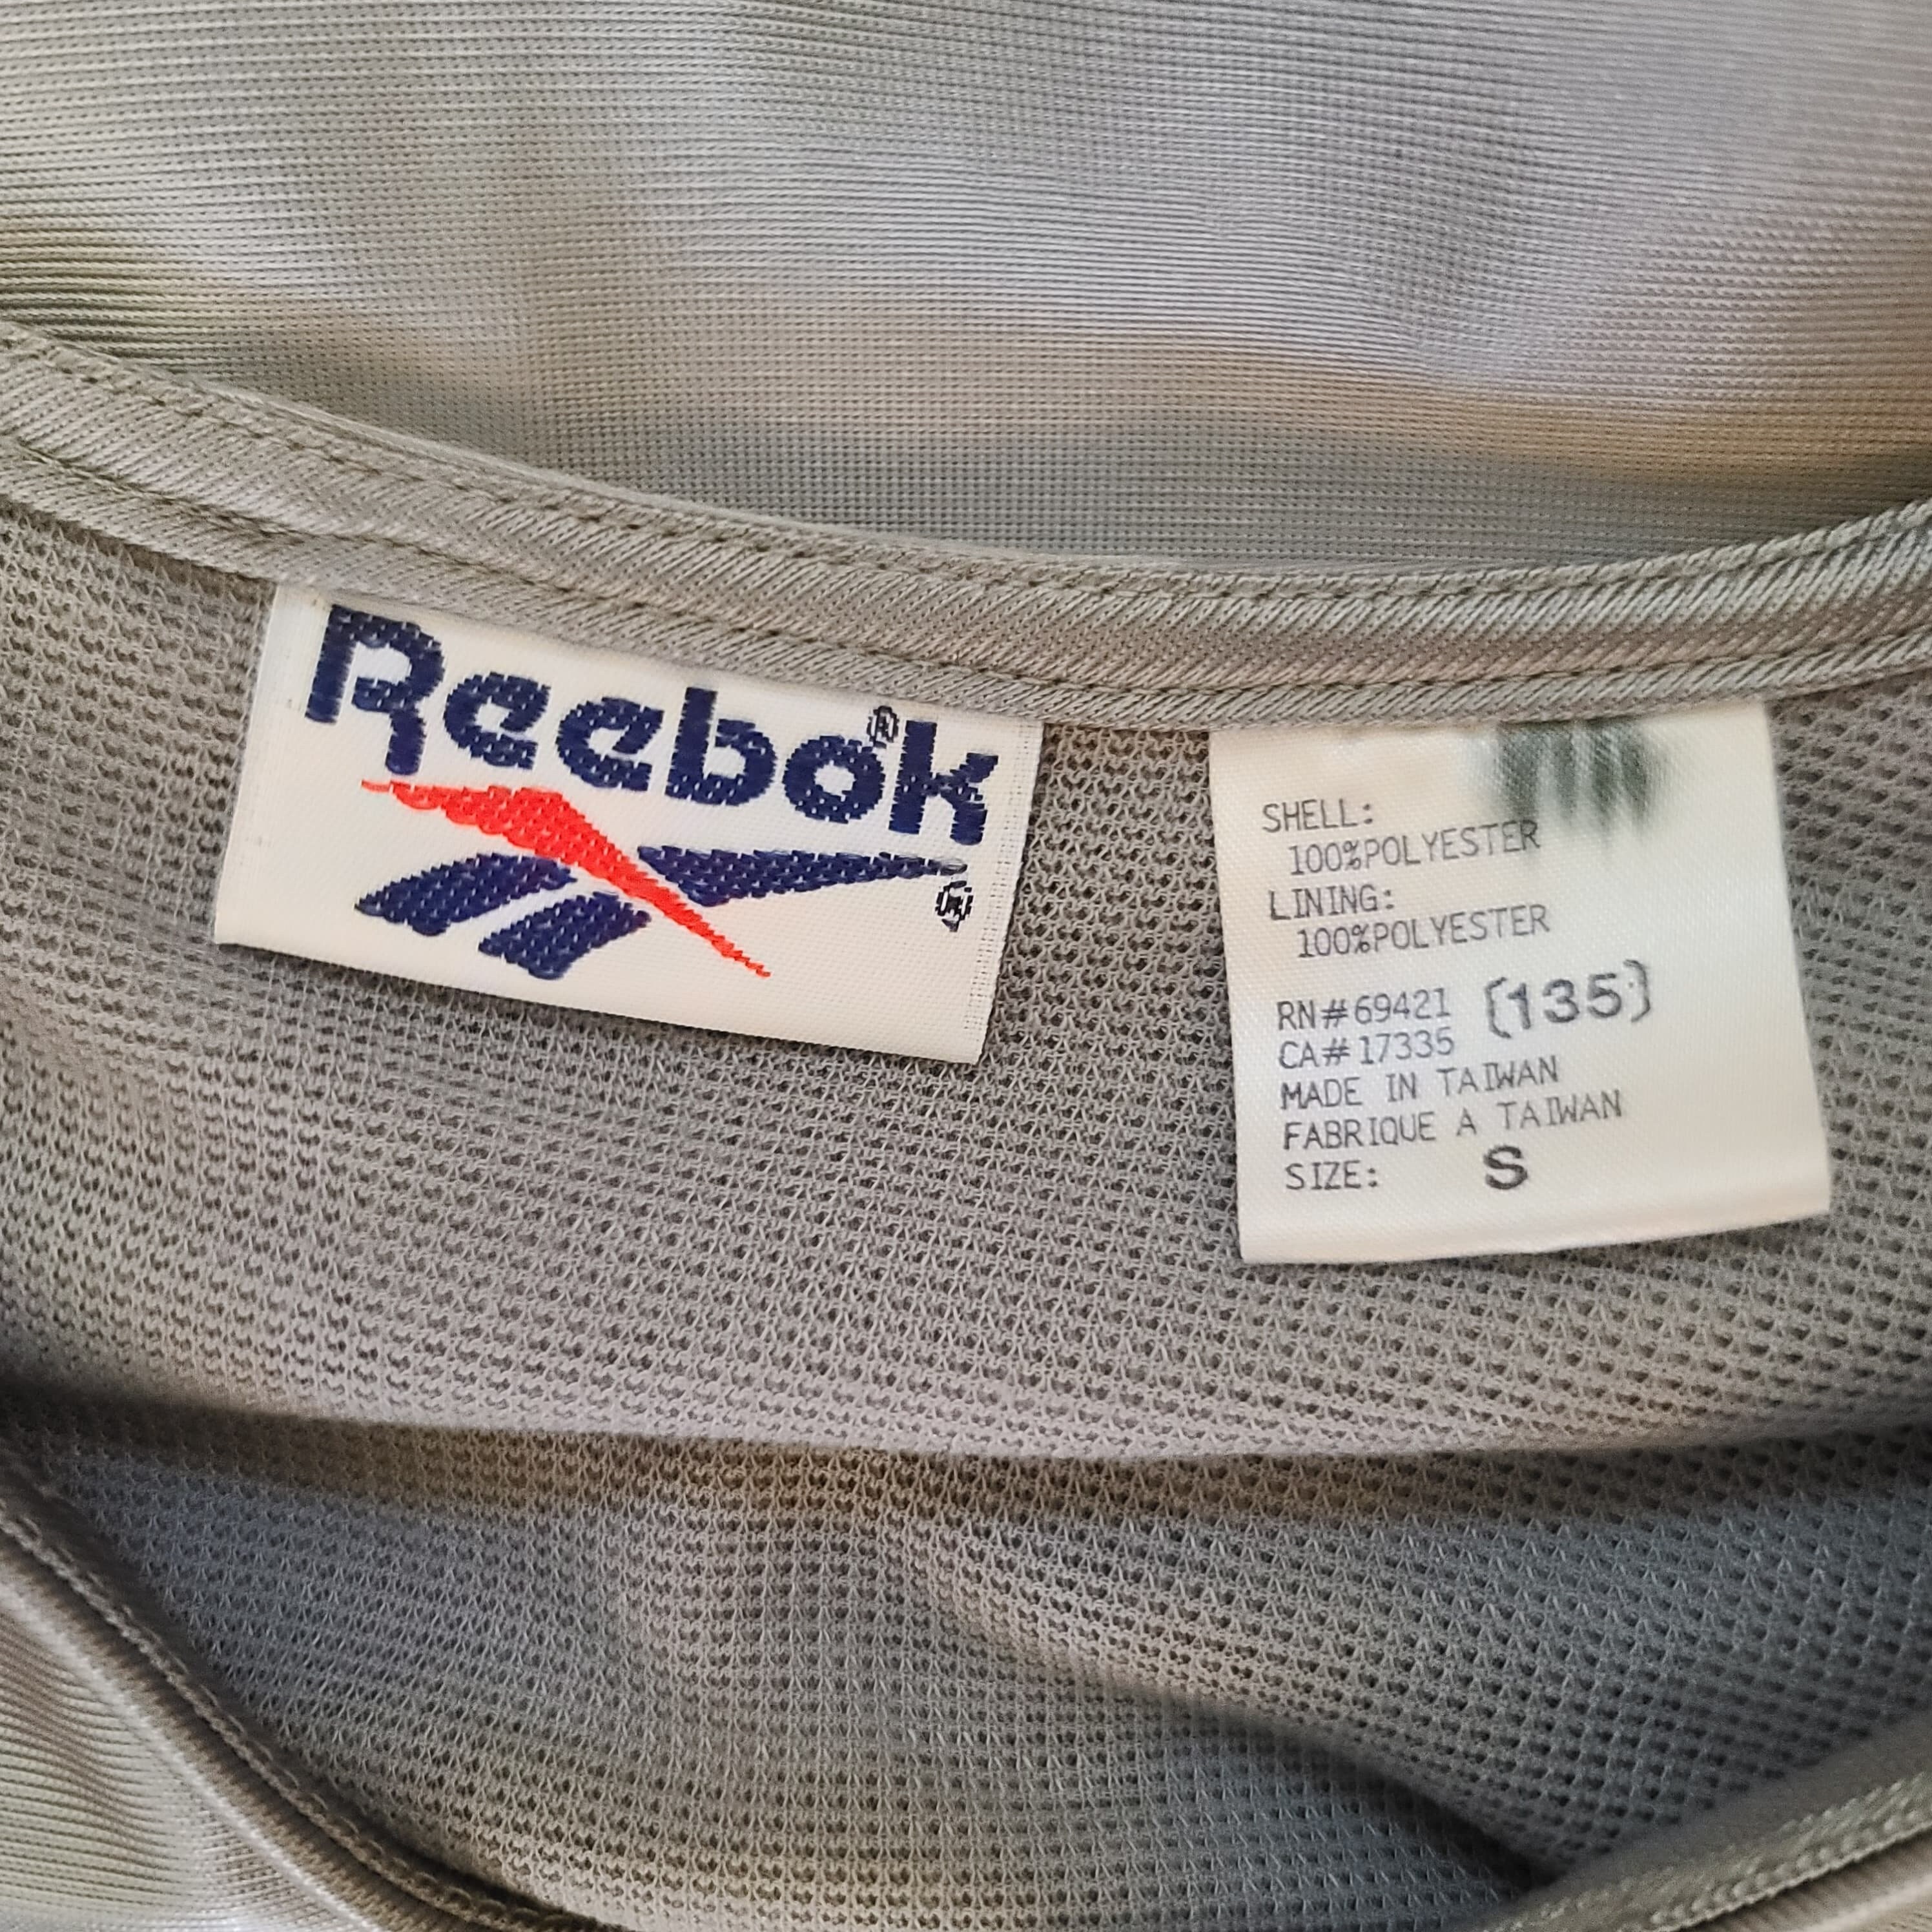 Reebok®
®
SHELL:
100%POLYESTER
LINING:
100%POLYESTER
RN#69421 (135)
CA#17335
MADE IN TAIWAN
FABRIQUE A TAIWAN
SIZE: S